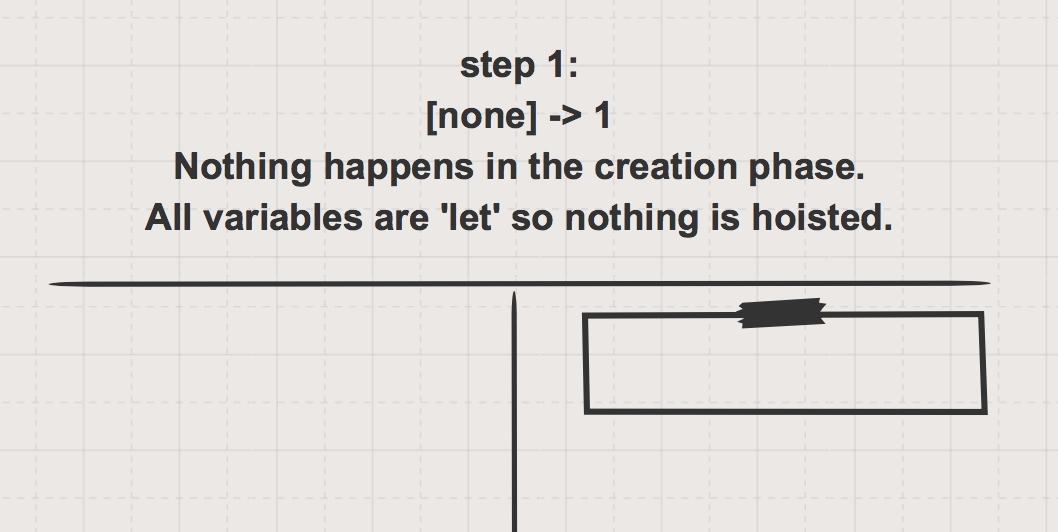 step 1:
[none] -> 1
Nothing happens in the creation phase.
All variables are 'let' so nothing is hoisted.